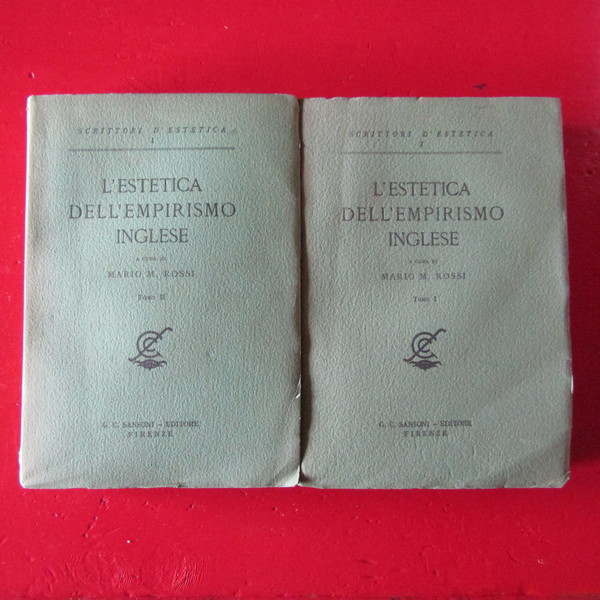 SCRITTORI D'ESTETICA
I
L'ESTETICA
DELL'EMPIRISMO
INGLESE
A CURA DI
MARIO M. ROSSI
TOMO II
G. C. SANSONI - EDITORE
FIRENZE
SCRITTORI D'ESTETICA
I
L'ESTETICA
DELL'EMPIRISMO
INGLESE
A CURA DI
MARIO M. ROSSI
TOMO I
G. C. SANSONI - EDITORE
FIRENZE